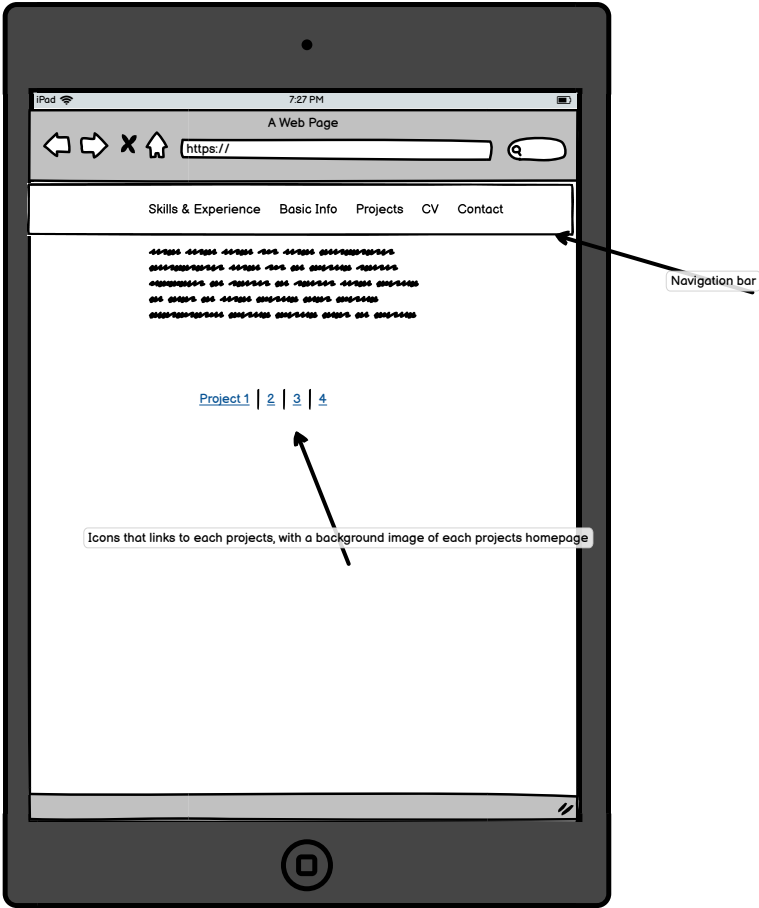 iPad 7:27 PM
A Web Page
https://
Skills & Experience Basic Info Projects CV Contact
Navigation bar
Project 1 2 3 4
Icons that links to each projects, with a background image of each projects homepage